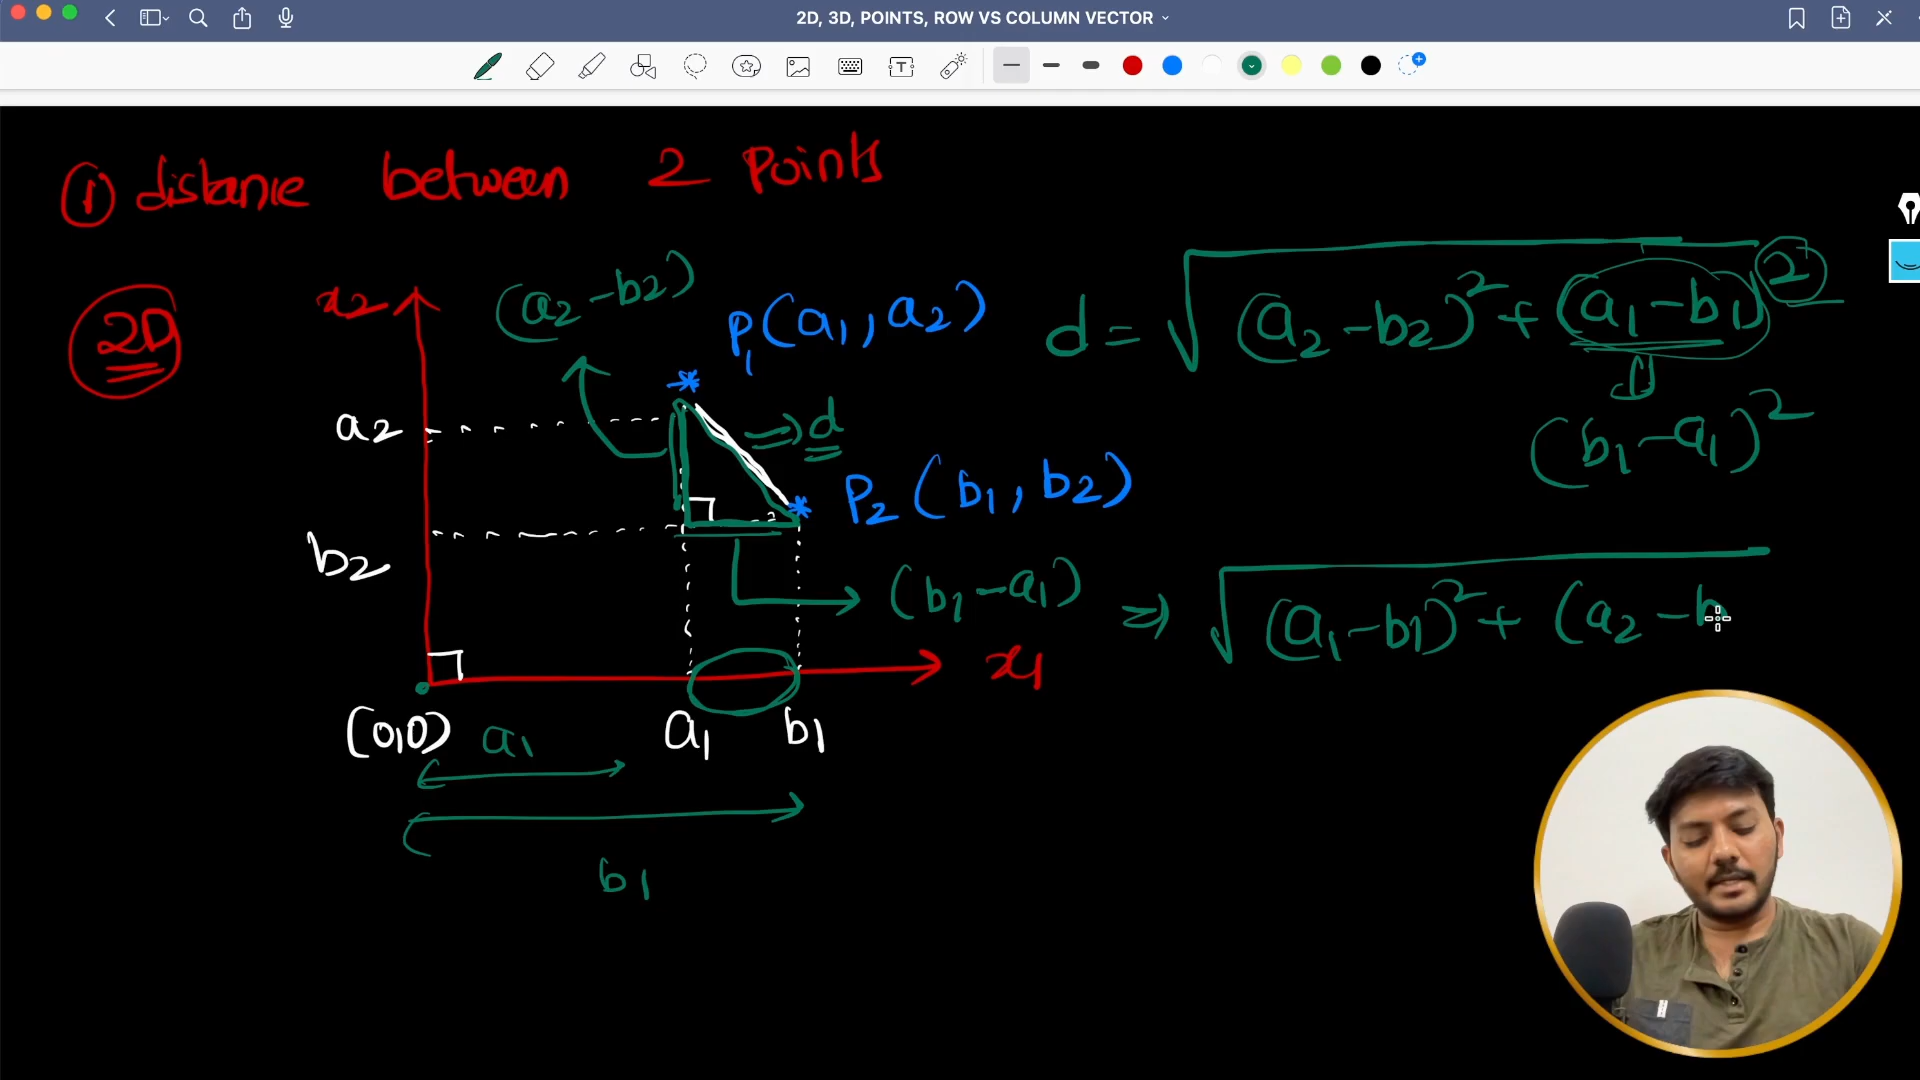 2D, 3D, POINTS, ROW VS COLUMN VECTOR
① distance between 2 points
2D
x2
(a2 - b2)
P1(a1, a2)
d = √(a2 - b2)² + (a1 - b1)²
(b1 - a1)²
a2
⇒ d
P2 (b1, b2)
b2
(b1 - a1)
⇒ √(a1 - b1)² + (a2 - b
x1
(0,0)
a1
b1
a1
b1